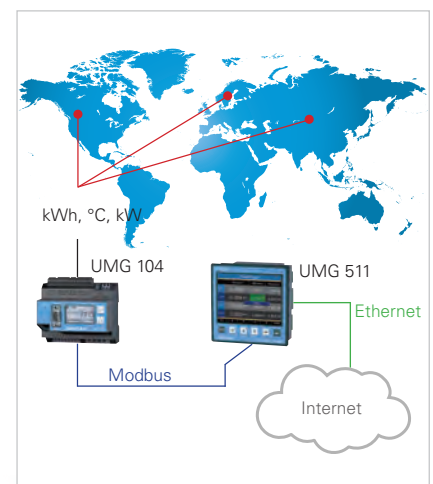 kWh, °C, kW
UMG 104
UMG 511
Ethernet
Modbus
Internet